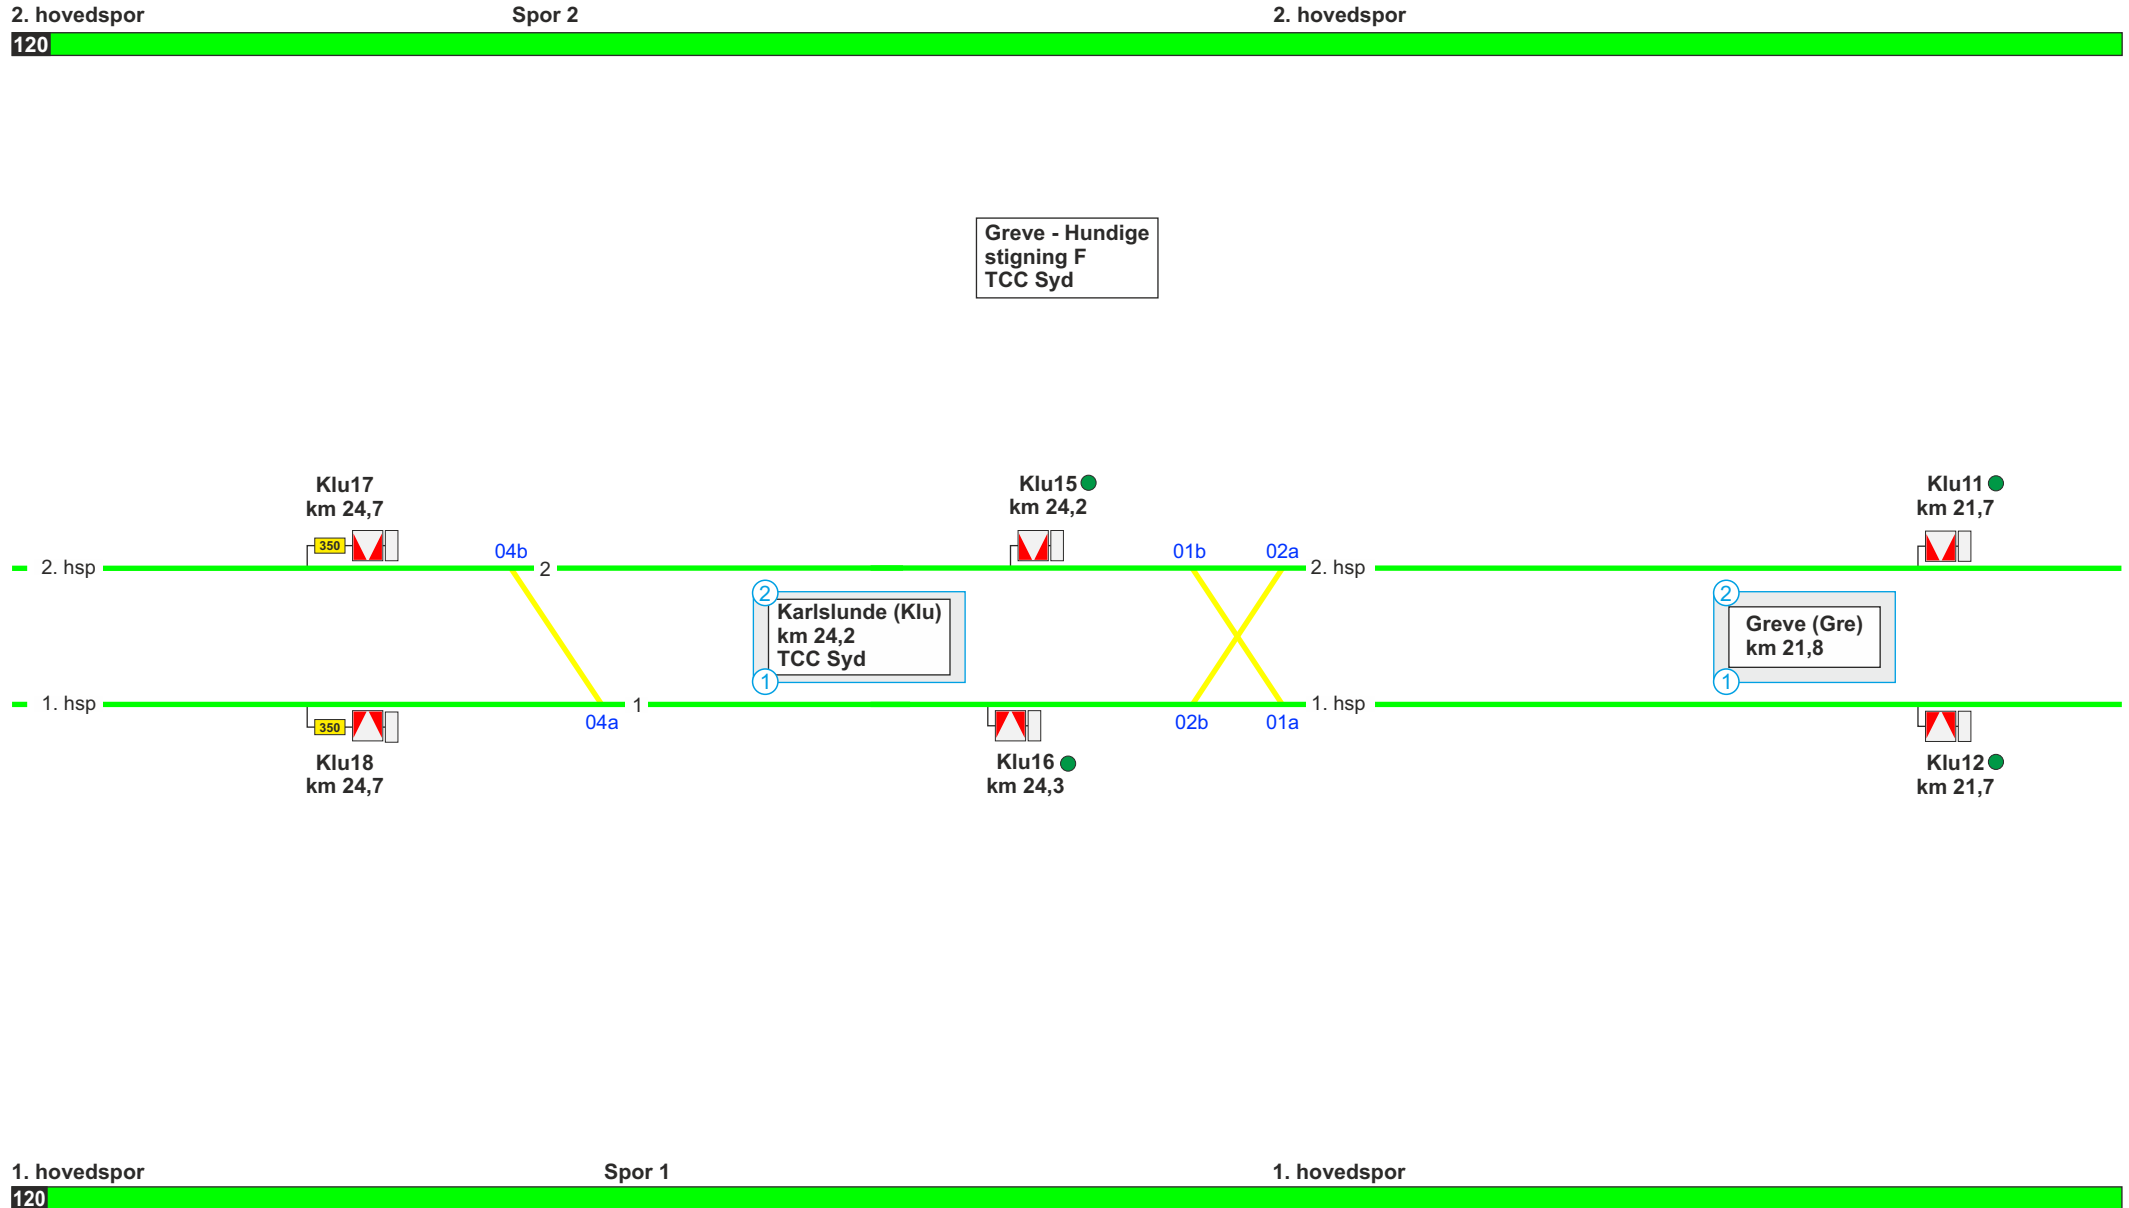 2. hovedspor Spor 2 2. hovedspor
120
Greve - Hundige
stigning F
TCC Syd
Klu17
km 24,7
Klu15
km 24,2
Klu11
km 21,7
350
04b
01b
02a
2. hsp
2
2. hsp
2
Karlslunde (Klu)
km 24,2
TCC Syd
1
2
Greve (Gre)
km 21,8
1
1. hsp
1
1. hsp
350
04a
02b
01a
Klu18
km 24,7
Klu16
km 24,3
Klu12
km 21,7
1. hovedspor Spor 1 1. hovedspor
120